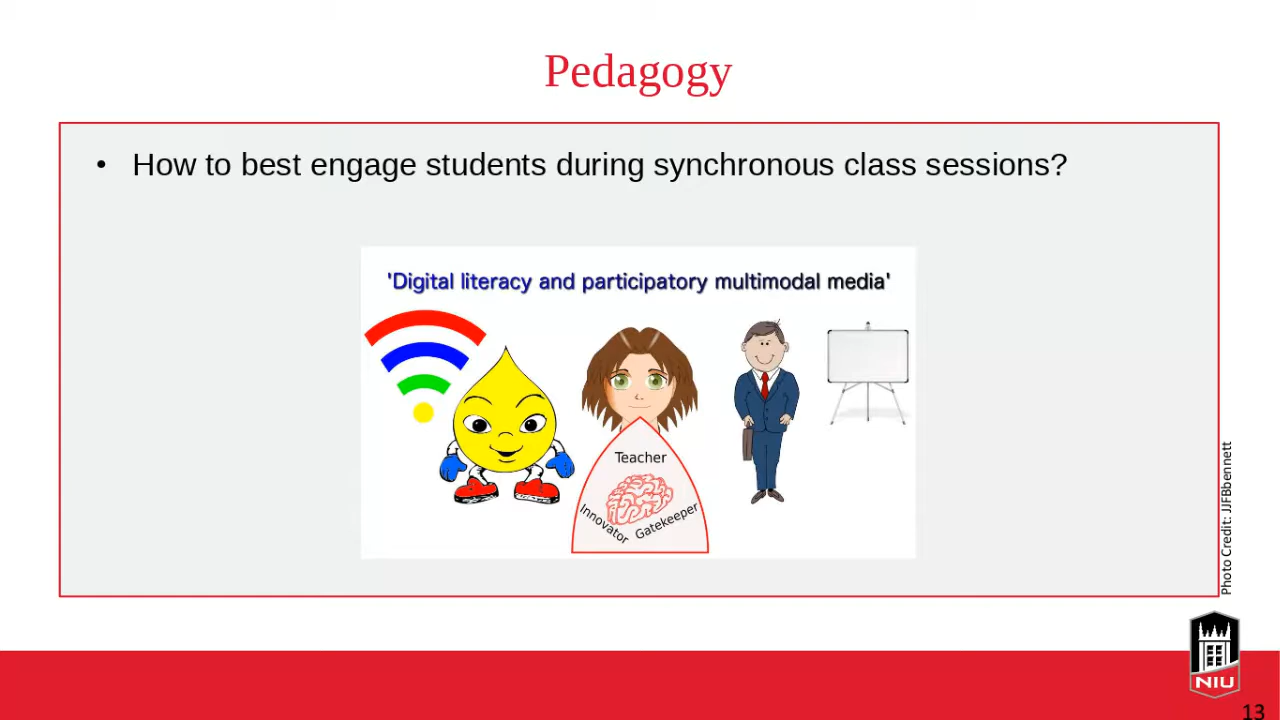 Pedagogy
• How to best engage students during synchronous class sessions?
'Digital literacy and participatory multimodal media'
Teacher
Innovator
Gatekeeper
Photo Credit: JJFBbennett
NIU
13